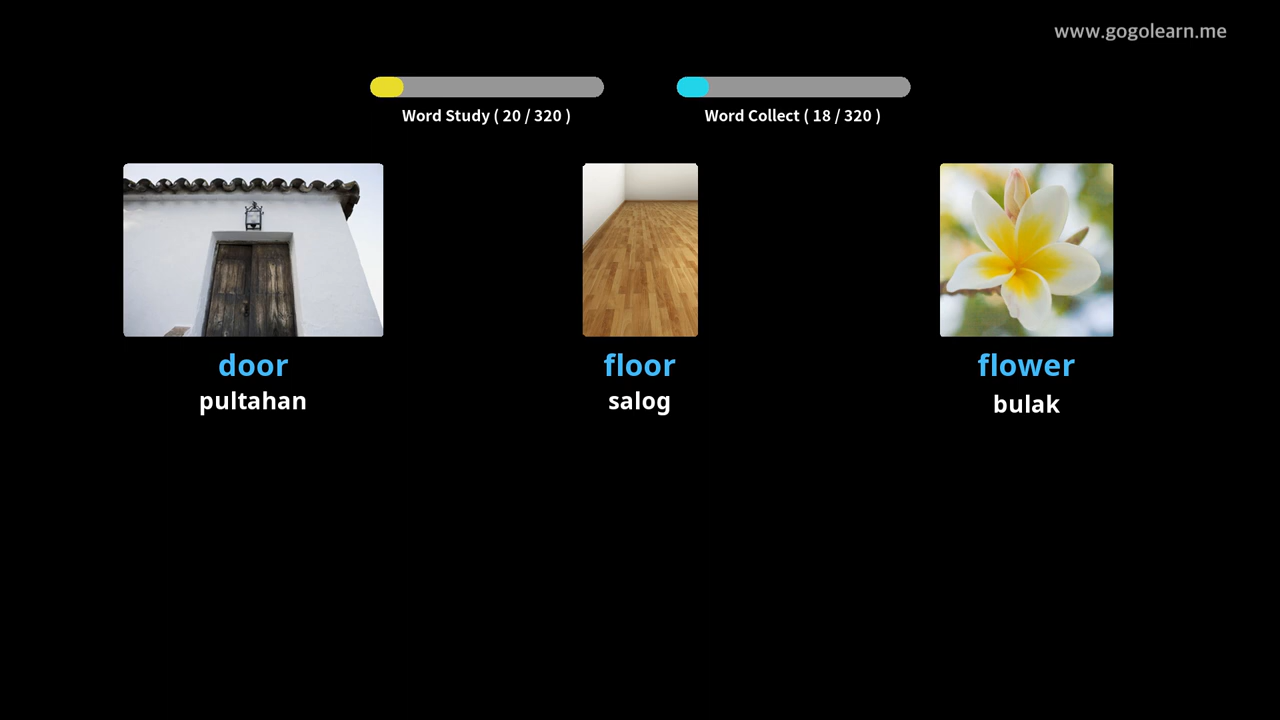 www.gogolearn.me
Word Study ( 20 / 320 )
Word Collect ( 18 / 320 )
door
pultahan
floor
salog
flower
bulak